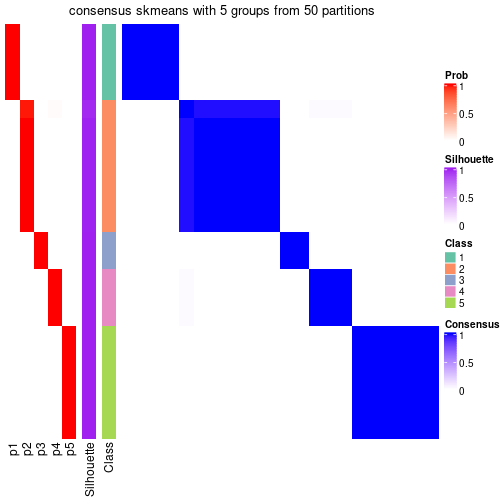 consensus skmeans with 5 groups from 50 partitions
Prob
1
0.5
0
Silhouette
1
0.5
0
Class
1
2
3
4
5
Consensus
1
0.5
0
p1
p2
p3
p4
p5
Silhouette
Class